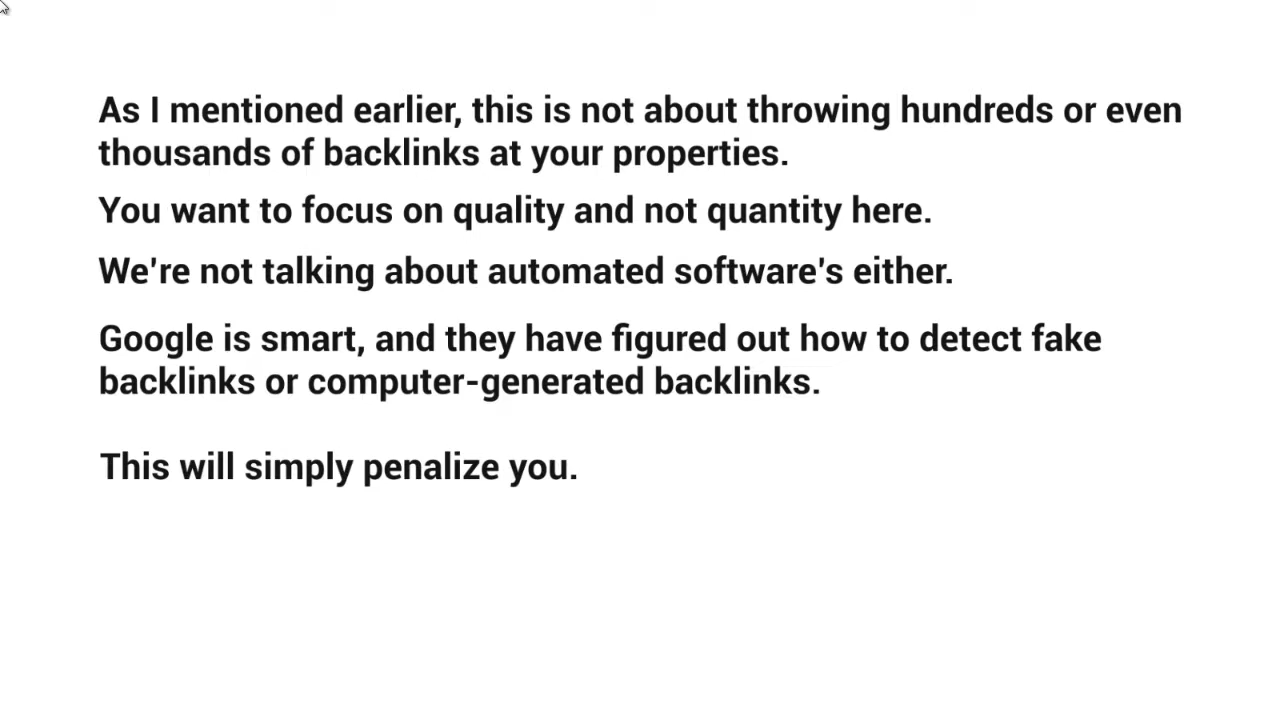 As I mentioned earlier, this is not about throwing hundreds or even
thousands of backlinks at your properties.
You want to focus on quality and not quantity here.
We're not talking about automated software's either.
Google is smart, and they have figured out how to detect fake
backlinks or computer-generated backlinks.
This will simply penalize you.